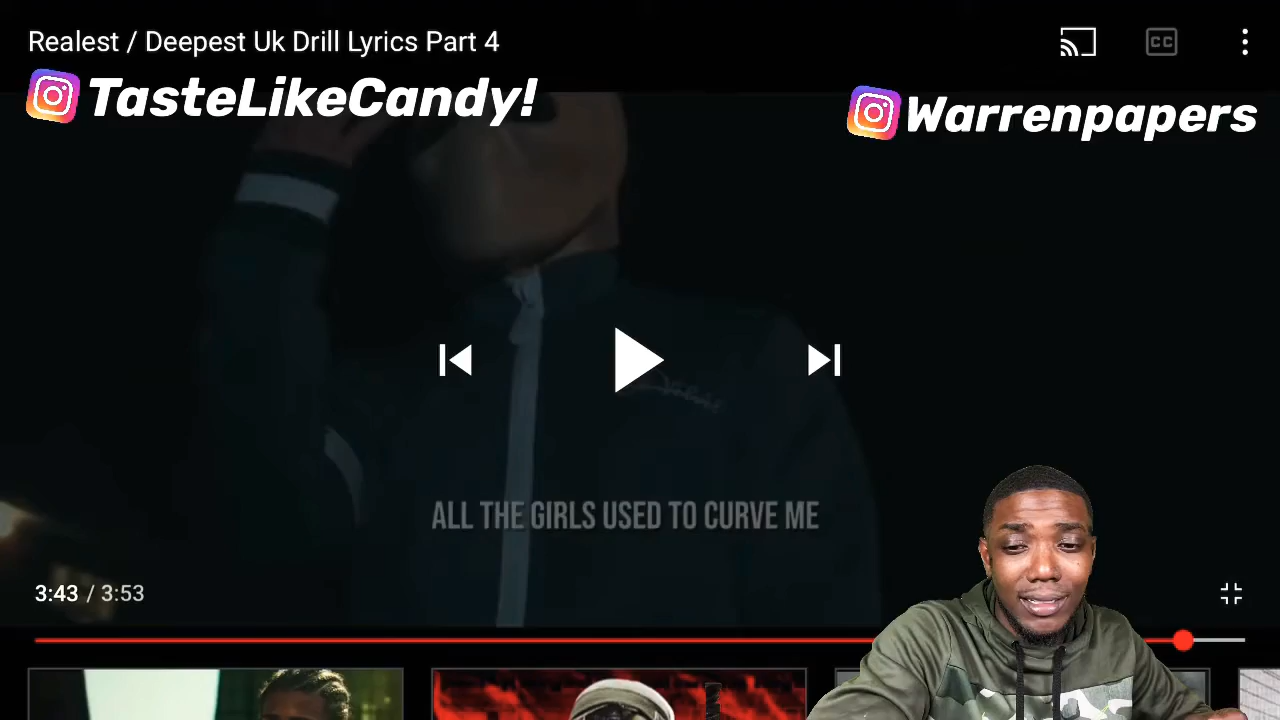 Realest / Deepest Uk Drill Lyrics Part 4
CC
TasteLikeCandy!
Warrenpapers
ALL THE GIRLS USED TO CURVE ME
3:43 / 3:53